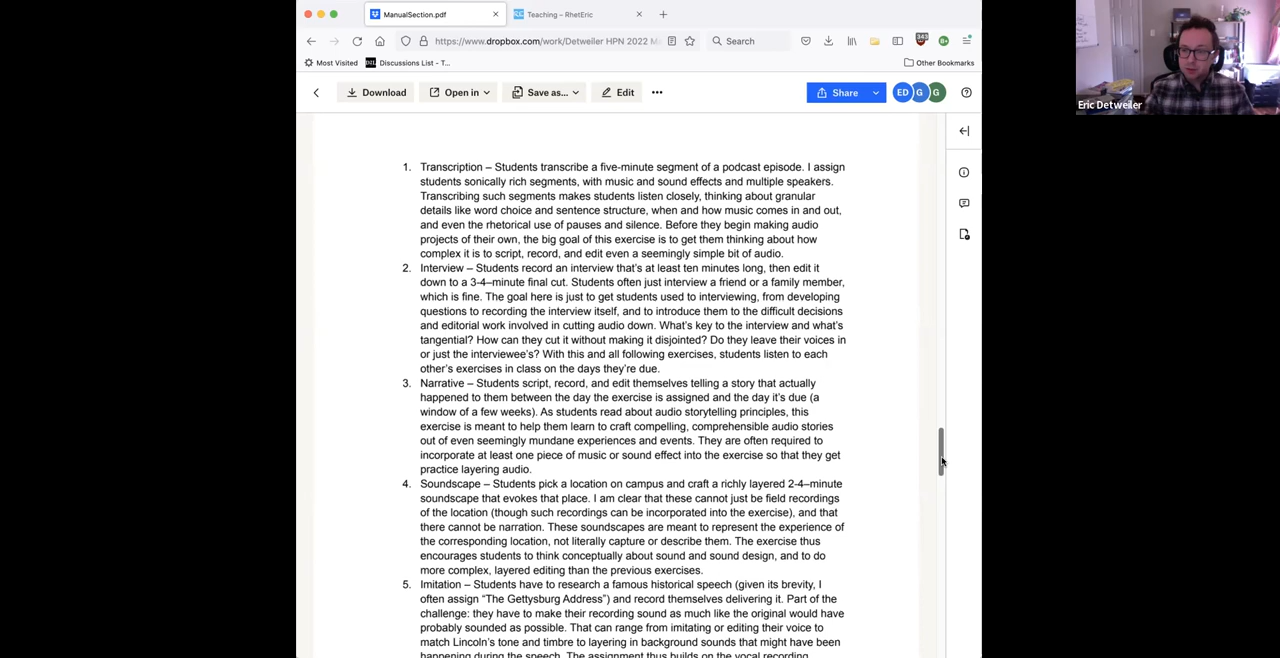 ManualSection.pdf
Teaching – RhetEric
https://www.dropbox.com/work/Detweiler HPN 2022 M
Search
343
Most Visited
Discussions List - T...
Other Bookmarks
Download
Open in
Save as...
Edit
Share
ED
G
G
Eric Detweiler
1. Transcription – Students transcribe a five-minute segment of a podcast episode. I assign
students sonically rich segments, with music and sound effects and multiple speakers.
Transcribing such segments makes students listen closely, thinking about granular
details like word choice and sentence structure, when and how music comes in and out,
and even the rhetorical use of pauses and silence. Before they begin making audio
projects of their own, the big goal of this exercise is to get them thinking about how
complex it is to script, record, and edit even a seemingly simple bit of audio.
2. Interview – Students record an interview that's at least ten minutes long, then edit it
down to a 3-4–minute final cut. Students often just interview a friend or a family member,
which is fine. The goal here is just to get students used to interviewing, from developing
questions to recording the interview itself, and to introduce them to the difficult decisions
and editorial work involved in cutting audio down. What's key to the interview and what's
tangential? How can they cut it without making it disjointed? Do they leave their voices in
or just the interviewee's? With this and all following exercises, students listen to each
other's exercises in class on the days they're due.
3. Narrative – Students script, record, and edit themselves telling a story that actually
happened to them between the day the exercise is assigned and the day it's due (a
window of a few weeks). As students read about audio storytelling principles, this
exercise is meant to help them learn to craft compelling, comprehensible audio stories
out of even seemingly mundane experiences and events. They are often required to
incorporate at least one piece of music or sound effect into the exercise so that they get
practice layering audio.
4. Soundscape – Students pick a location on campus and craft a richly layered 2-4–minute
soundscape that evokes that place. I am clear that these cannot just be field recordings
of the location (though such recordings can be incorporated into the exercise), and that
there cannot be narration. These soundscapes are meant to represent the experience of
the corresponding location, not literally capture or describe them. The exercise thus
encourages students to think conceptually about sound and sound design, and to do
more complex, layered editing than the previous exercises.
5. Imitation – Students have to research a famous historical speech (given its brevity, I
often assign "The Gettysburg Address") and record themselves delivering it. Part of the
challenge: they have to make their recording sound as much like the original would have
probably sounded as possible. That can range from imitating or editing their voice to
match Lincoln's tone and timbre to layering in background sounds that might have been
happening during the speech. The assignment thus builds on the vocal recording